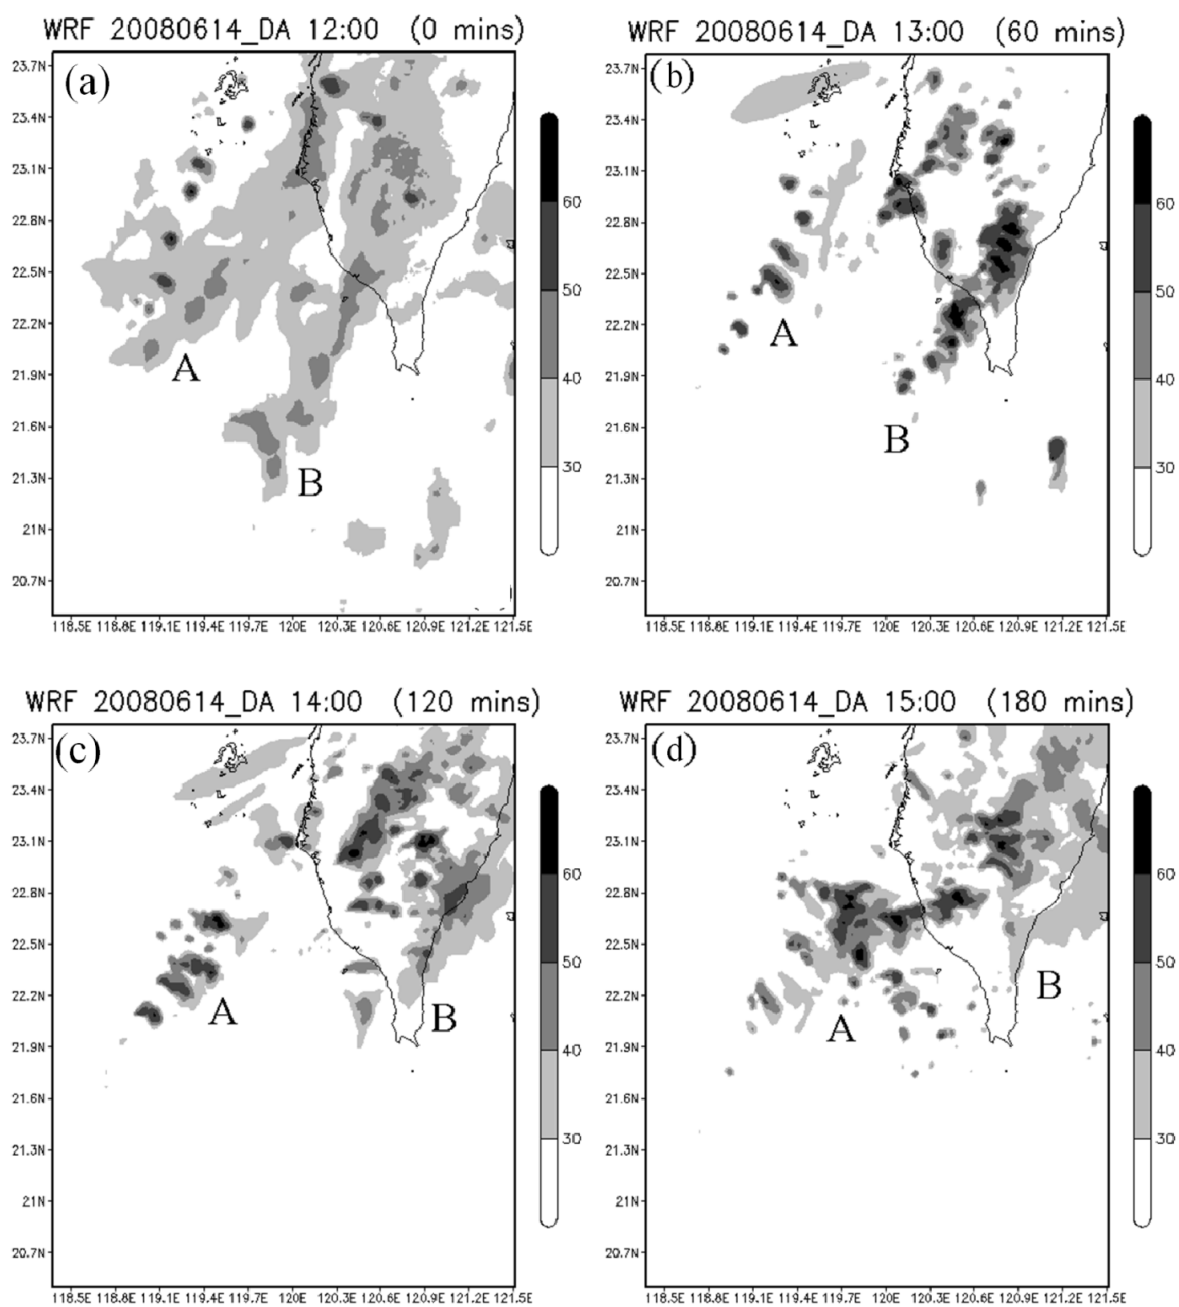 WRF 20080614_DA 12:00 (0 mins)
(a)
23.7N
23.4N
23.1N
22.8N
22.5N
22.2N
21.9N
21.6N
21.3N
21N
20.7N
A
B
118.5E 118.8E 119.1E 119.4E 119.7E 120E 120.3E 120.6E 120.9E 121.2E 121.5E
60
50
40
30
WRF 20080614_DA 13:00 (60 mins)
(b)
23.7N
23.4N
23.1N
22.8N
22.5N
22.2N
21.9N
21.6N
21.3N
21N
20.7N
A
B
118.5E 118.8E 119.1E 119.4E 119.7E 120E 120.3E 120.6E 120.9E 121.2E 121.5E
60
50
40
30
WRF 20080614_DA 14:00 (120 mins)
(c)
23.7N
23.4N
23.1N
22.8N
22.5N
22.2N
21.9N
21.6N
21.3N
21N
20.7N
A
B
118.5E 118.8E 119.1E 119.4E 119.7E 120E 120.3E 120.6E 120.9E 121.2E 121.5E
60
50
40
30
WRF 20080614_DA 15:00 (180 mins)
(d)
23.7N
23.4N
23.1N
22.8N
22.5N
22.2N
21.9N
21.6N
21.3N
21N
20.7N
A
B
118.5E 118.8E 119.1E 119.4E 119.7E 120E 120.3E 120.6E 120.9E 121.2E 121.5E
60
50
40
30